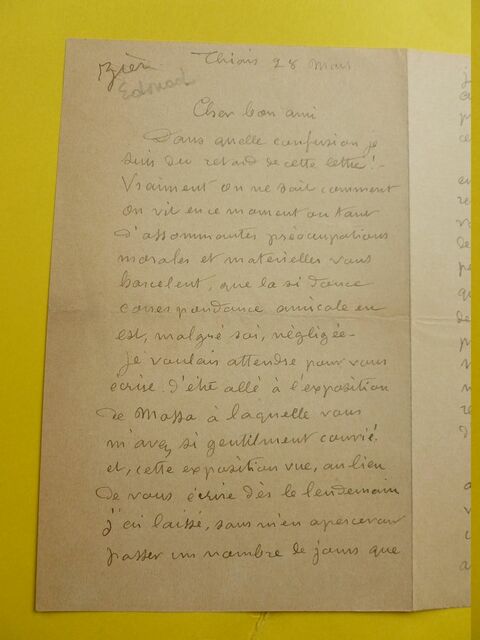 Thiais 28 Mars
Edouard
Cher bon ami
Dans quelle confusion je
suis du retard de cette lettre !
Vraiment on ne sait comment
on vit en ce moment où tant
d'assommantes préoccupations
morales et matérielles vous
harcelent, que la si douce
correspondance amicale en
est, malgré soi, négligée –
Je voulais attendre pour vous
écrire d'être allé à l'exposition
de Massa à laquelle vous
m'avez si gentilment convié.
et, cette exposition vue, au lieu
de vous écrire dès le lendemain
j'ai laissé, sans m'en apercevoir
passer un nombre de jours que